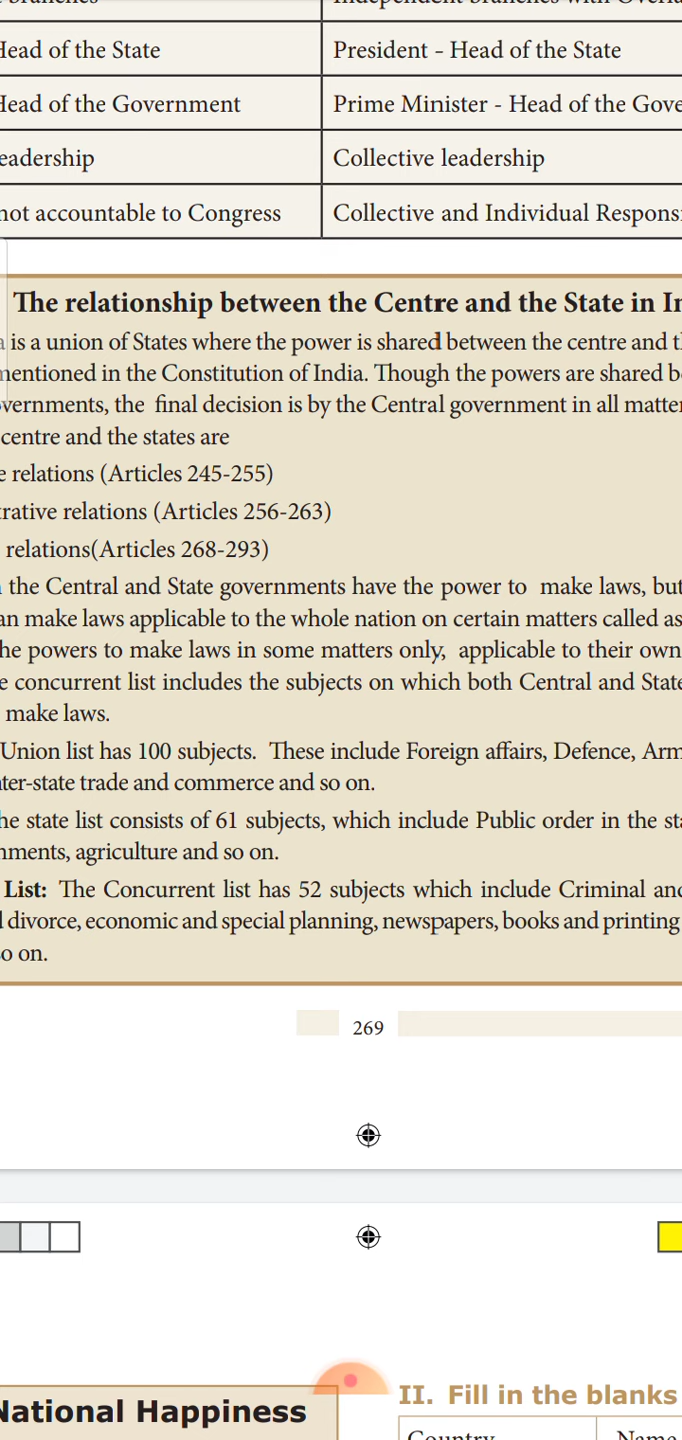 branches Independent branches with
Head of the State President - Head of the State
Head of the Government Prime Minister - Head of the Gove
eadership Collective leadership
not accountable to Congress Collective and Individual Respons
The relationship between the Centre and the State in In
a is a union of States where the power is shared between the centre and t
mentioned in the Constitution of India. Though the powers are shared b
vernments, the final decision is by the Central government in all matter
centre and the states are
e relations (Articles 245-255)
trative relations (Articles 256-263)
relations(Articles 268-293)
the Central and State governments have the power to make laws, but
an make laws applicable to the whole nation on certain matters called as
he powers to make laws in some matters only, applicable to their own
e concurrent list includes the subjects on which both Central and State
make laws.
Union list has 100 subjects. These include Foreign affairs, Defence, Arm
nter-state trade and commerce and so on.
he state list consists of 61 subjects, which include Public order in the sta
nments, agriculture and so on.
List: The Concurrent list has 52 subjects which include Criminal and
d divorce, economic and special planning, newspapers, books and printing
so on.
269
National Happiness
II. Fill in the blanks
Country Name